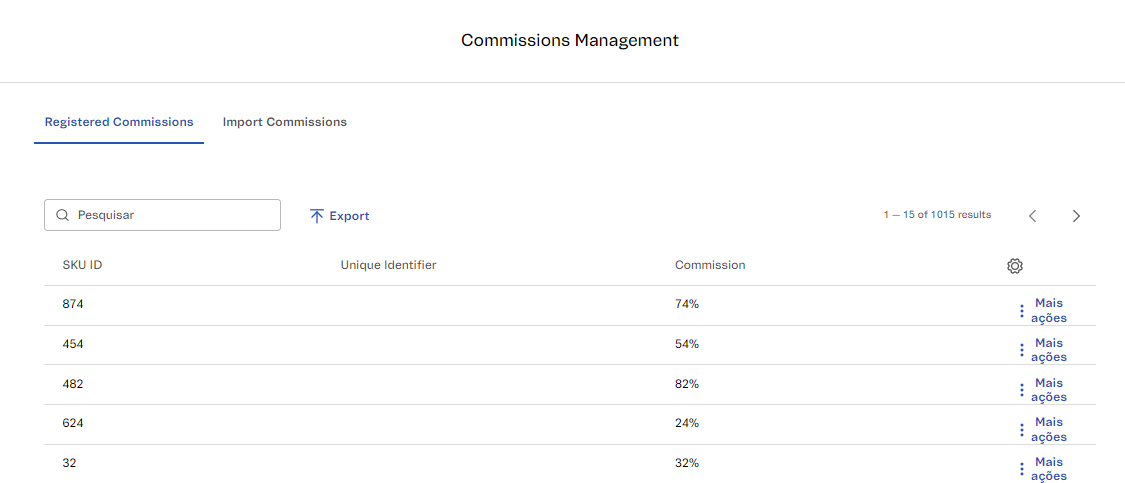 Commissions Management
Registered Commissions Import Commissions
Pesquisar Export 1 — 15 of 1015 results
SKU ID Unique Identifier Commission
874 74% Mais
ações
454 54% Mais
ações
482 82% Mais
ações
624 24% Mais
ações
32 32% Mais
ações